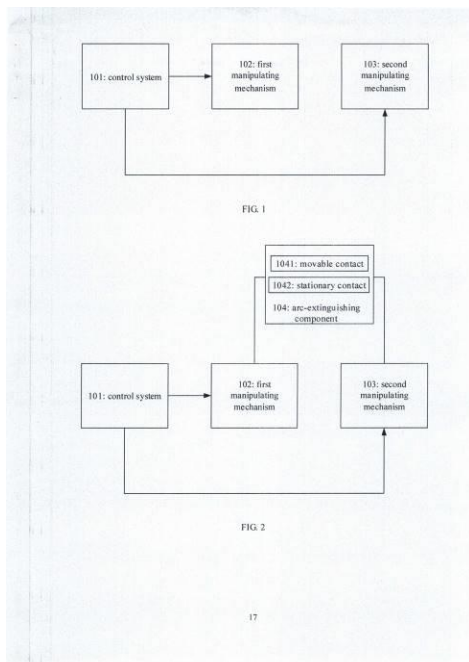 101: control system
102: first
manipulating
mechanism
103: second
manipulating
mechanism
FIG. 1
1041: movable contact
1042: stationary contact
104: arc-extinguishing
component
101: control system
102: first
manipulating
mechanism
103: second
manipulating
mechanism
FIG. 2
17